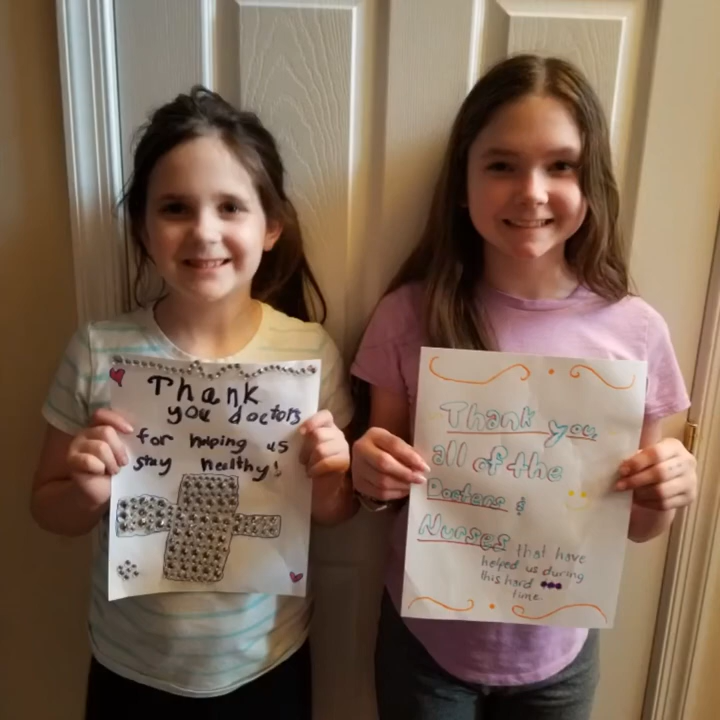 Thank
you doctors
for helping us
stay healthy!
Thank you
all of the
Doctors &
Nurses that have
helped us during
this hard
time.